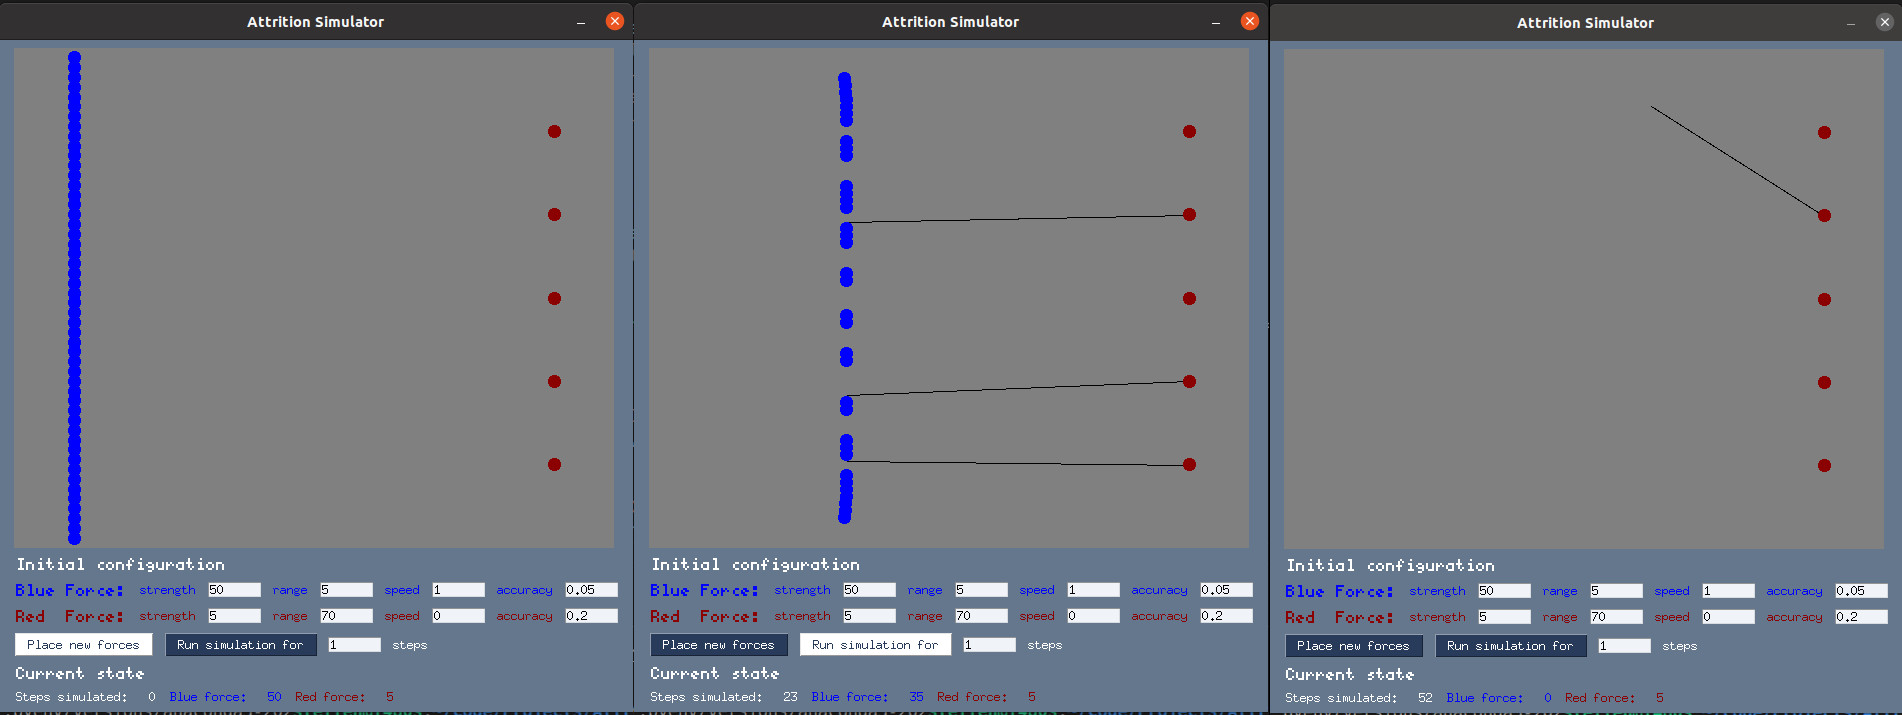 Attrition Simulator
Initial configuration
Blue Force: strength 50 range 5 speed 1 accuracy 0.05
Red Force: strength 5 range 70 speed 0 accuracy 0.2
Place new forces Run simulation for 1 steps
Current state
Steps simulated: 0 Blue force: 50 Red force: 5
Attrition Simulator
Initial configuration
Blue Force: strength 50 range 5 speed 1 accuracy 0.05
Red Force: strength 5 range 70 speed 0 accuracy 0.2
Place new forces Run simulation for 1 steps
Current state
Steps simulated: 23 Blue force: 35 Red force: 5
Attrition Simulator
Initial configuration
Blue Force: strength 50 range 5 speed 1 accuracy 0.05
Red Force: strength 5 range 70 speed 0 accuracy 0.2
Place new forces Run simulation for 1 steps
Current state
Steps simulated: 52 Blue force: 0 Red force: 5